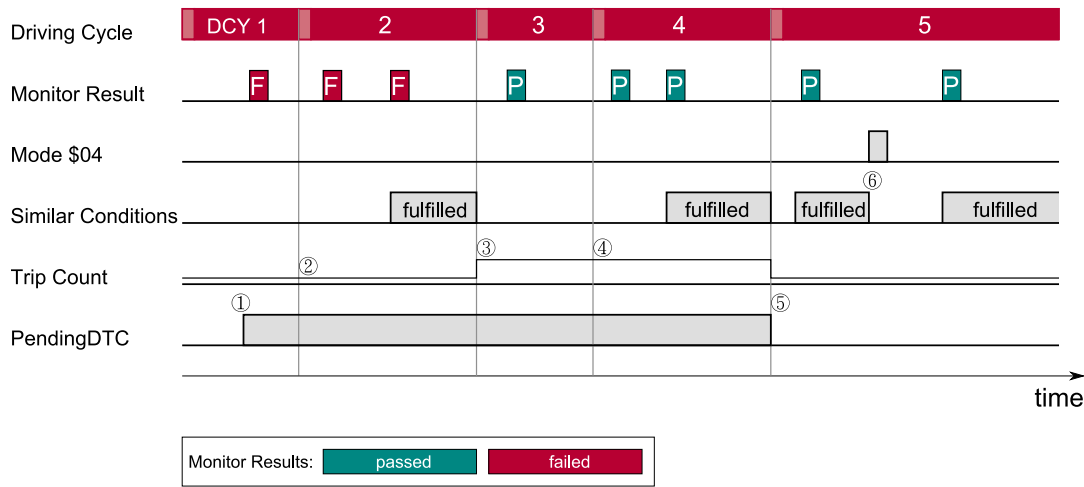 Driving Cycle DCY 1 2 3 4 5
Monitor Result F F F P P P P P
Mode $04
⑥
Similar Conditions fulfilled fulfilled fulfilled fulfilled
③ ④
Trip Count ②
① ⑤
PendingDTC
time
Monitor Results: passed failed